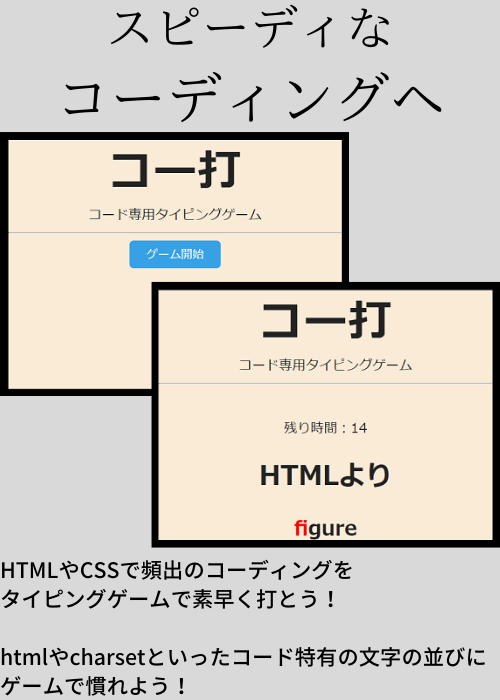 スピーディな
コーディングへ
コー打
コード専用タイピングゲーム
ゲーム開始
コー打
コード専用タイピングゲーム
残り時間：14
HTMLより
figure
HTMLやCSSで頻出のコーディングを
タイピングゲームで素早く打とう！
htmlやcharsetといったコード特有の文字の並びに
ゲームで慣れよう！